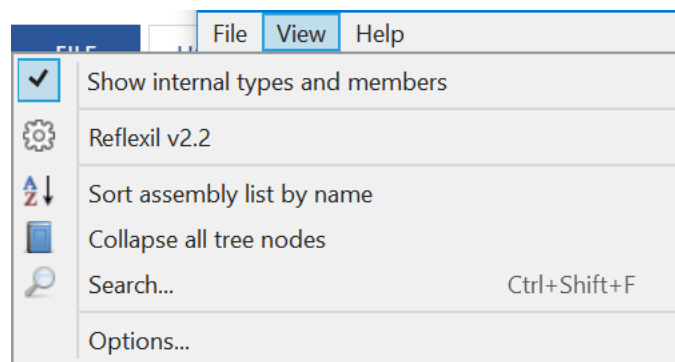 File View Help
Show internal types and members
Reflexil v2.2
Sort assembly list by name
Collapse all tree nodes
Search... Ctrl+Shift+F
Options...